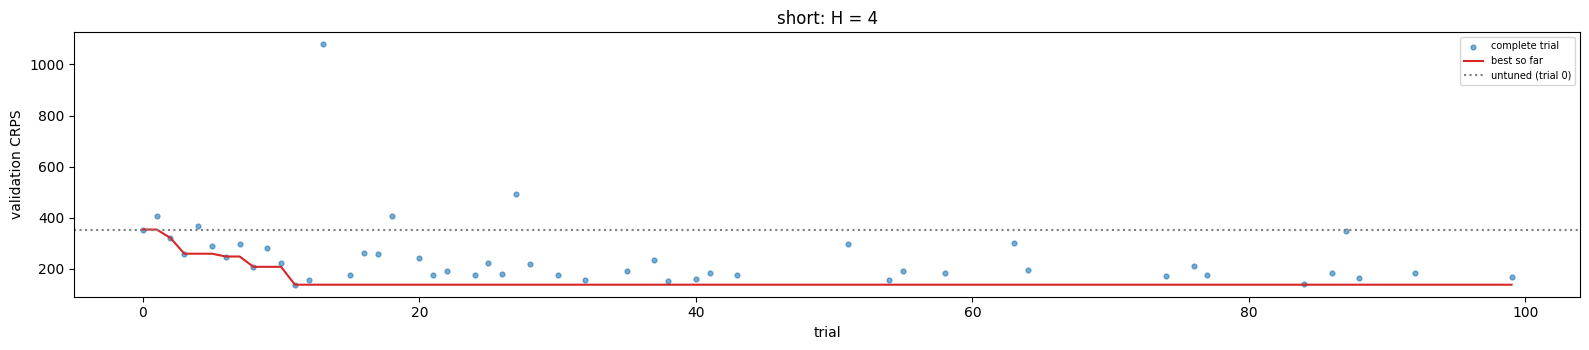 short: H = 4
complete trial
best so far
untuned (trial 0)
validation CRPS
1000
800
600
400
200
0
20
40
60
80
100
trial